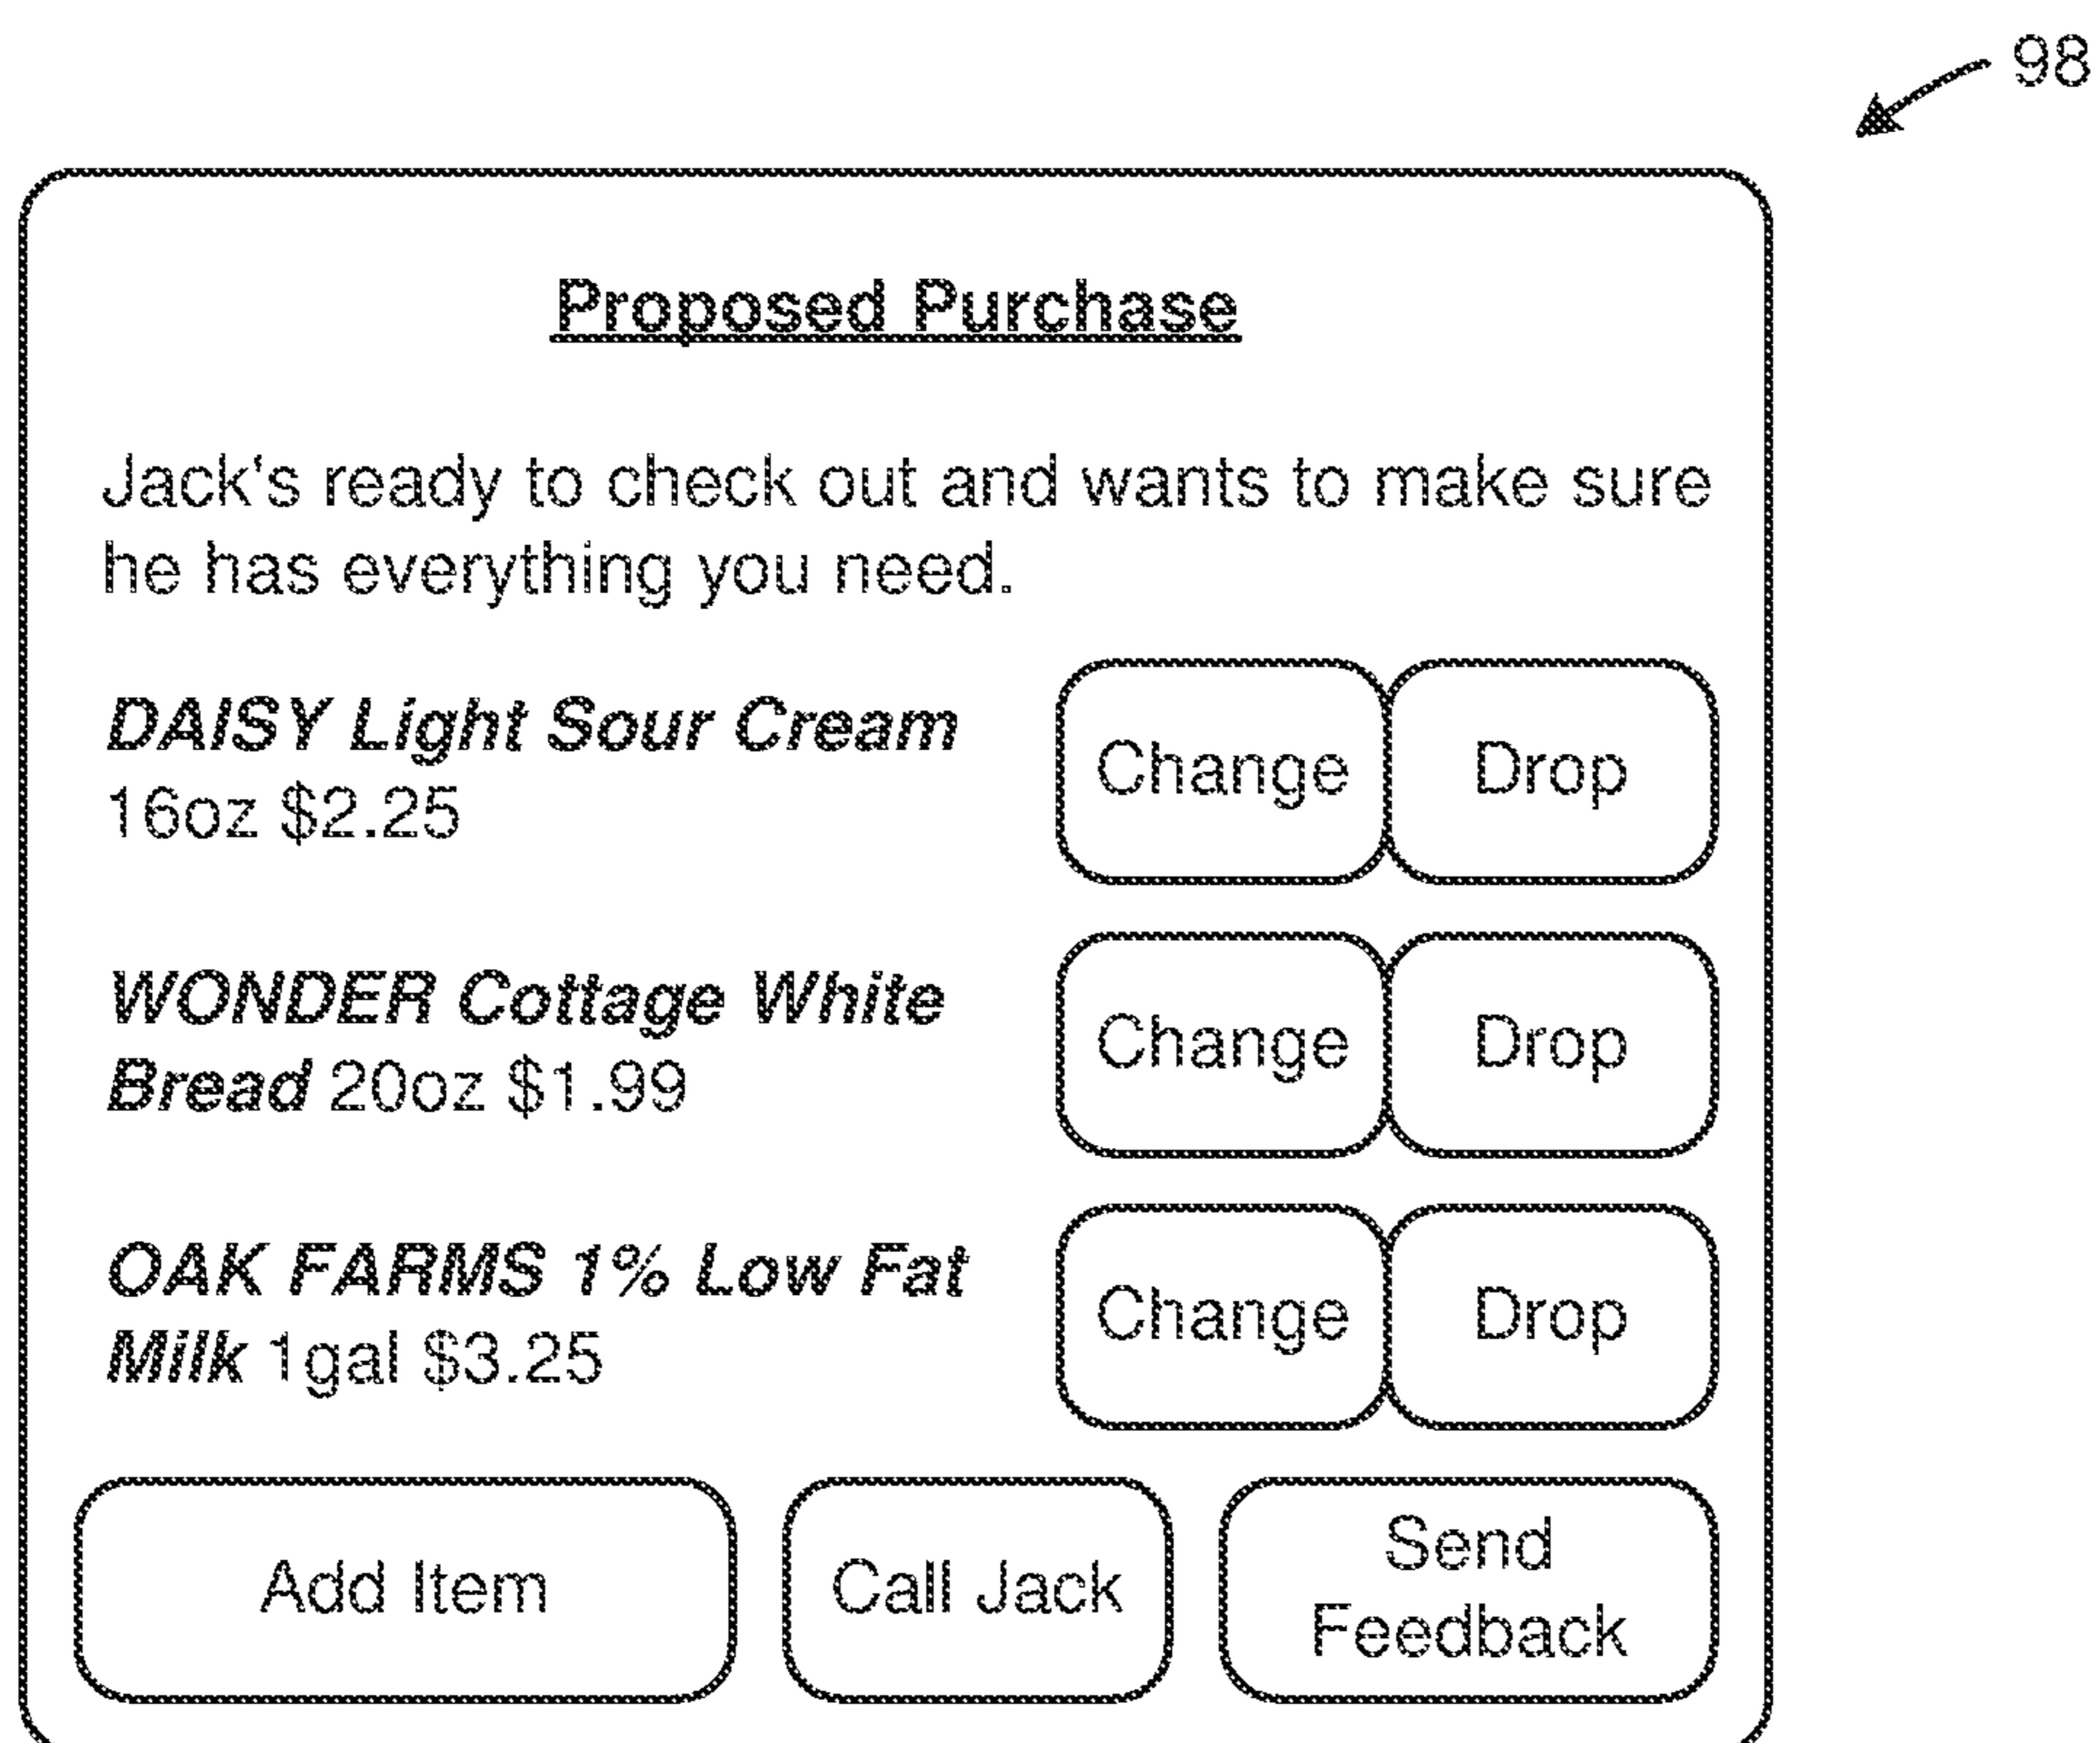 98
Proposed Purchase
Jack's ready to check out and wants to make sure
he has everything you need.
DAISY Light Sour Cream
16oz $2.25
Change Drop
WONDER Cottage White
Bread 20oz $1.99
Change Drop
OAK FARMS 1% Low Fat
Milk 1gal $3.25
Change Drop
Add Item
Call Jack
Send
Feedback